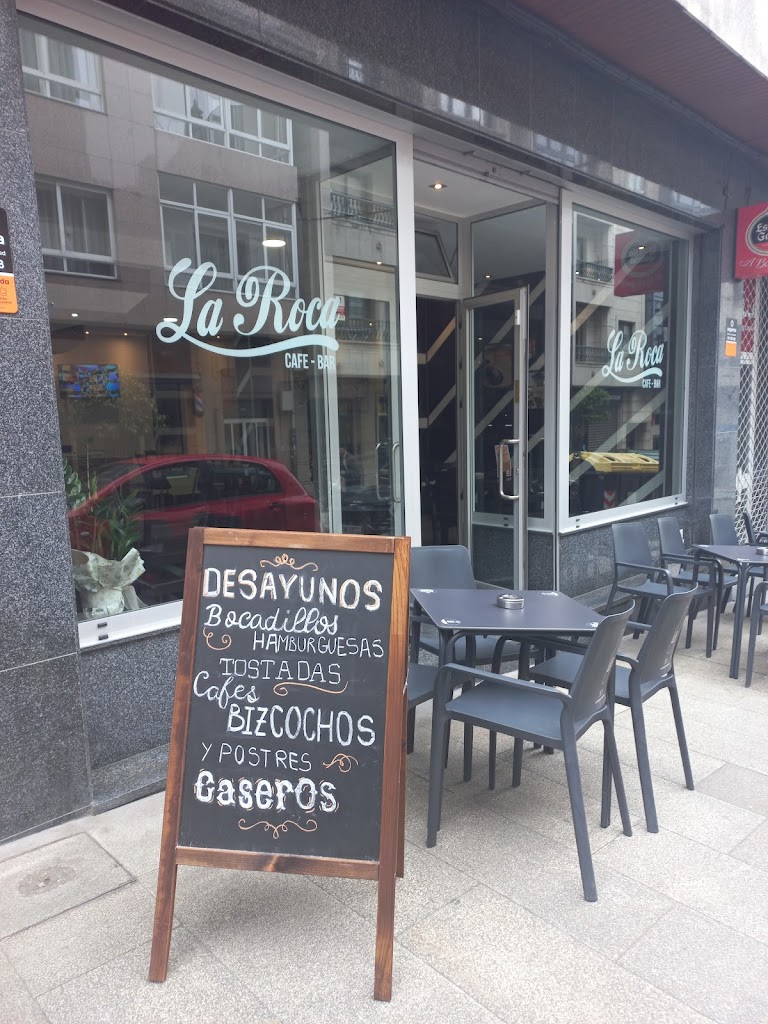 La Roca
CAFE - BAR
La Roca
CAFE - BAR
DESAYUNOS
Bocadillos
HAMBURGUESAS
TOSTADAS
Cafes
BIZCOCHOS
Y POSTRES
CaserOs